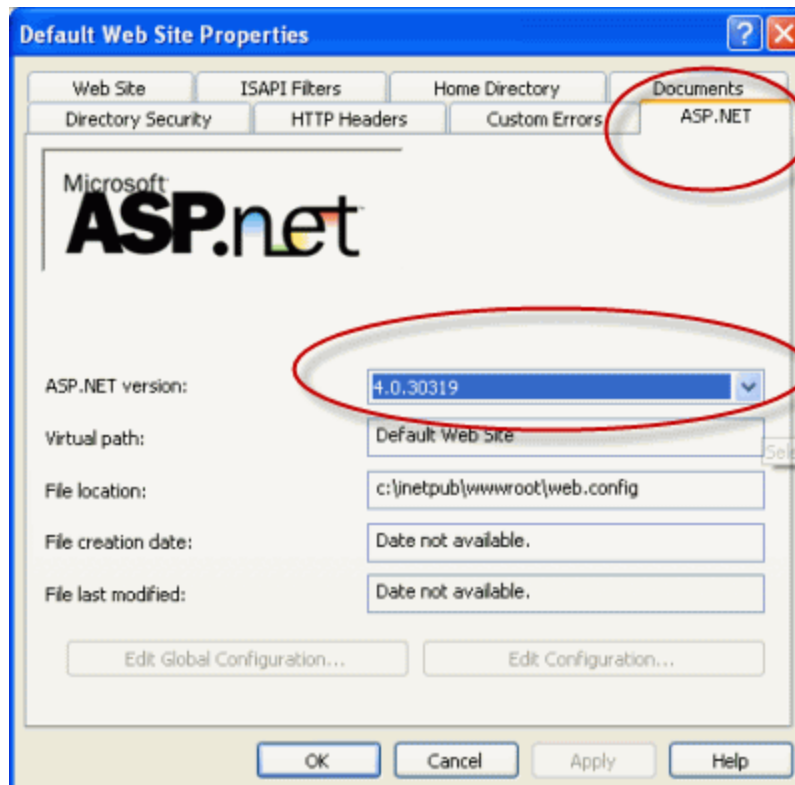 Default Web Site Properties
Web Site ISAPI Filters Home Directory Documents
Directory Security HTTP Headers Custom Errors ASP.NET
Microsoft
ASP.net
ASP.NET version: 4.0.30319
Virtual path: Default Web Site
File location: c:\inetpub\wwwroot\web.config
File creation date: Date not available.
File last modified: Date not available.
Edit Global Configuration... Edit Configuration...
OK Cancel Apply Help